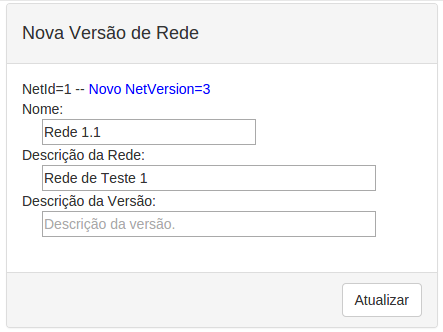 Nova Versão de Rede
NetId=1 -- Novo NetVersion=3
Nome:
Rede 1.1
Descrição da Rede:
Rede de Teste 1
Descrição da Versão:
Descrição da versão.
Atualizar